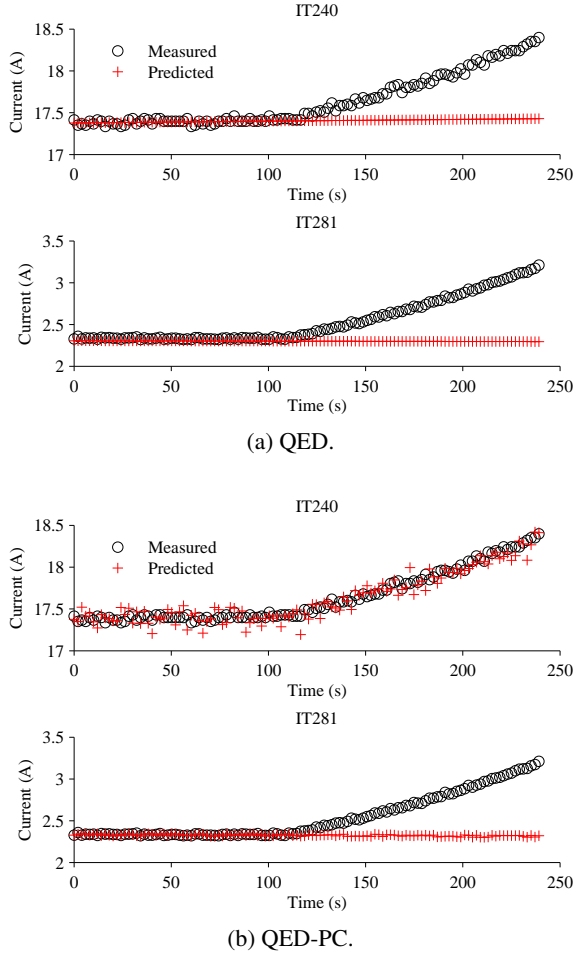 IT240
18.5
18
17.5
17
Current (A)
Measured
Predicted
0 50 100 150 200 250
Time (s)
IT281
3.5
3
2.5
2
Current (A)
0 50 100 150 200 250
Time (s)
(a) QED.
IT240
18.5
18
17.5
17
Current (A)
Measured
Predicted
0 50 100 150 200 250
Time (s)
IT281
3.5
3
2.5
2
Current (A)
0 50 100 150 200 250
Time (s)
(b) QED-PC.